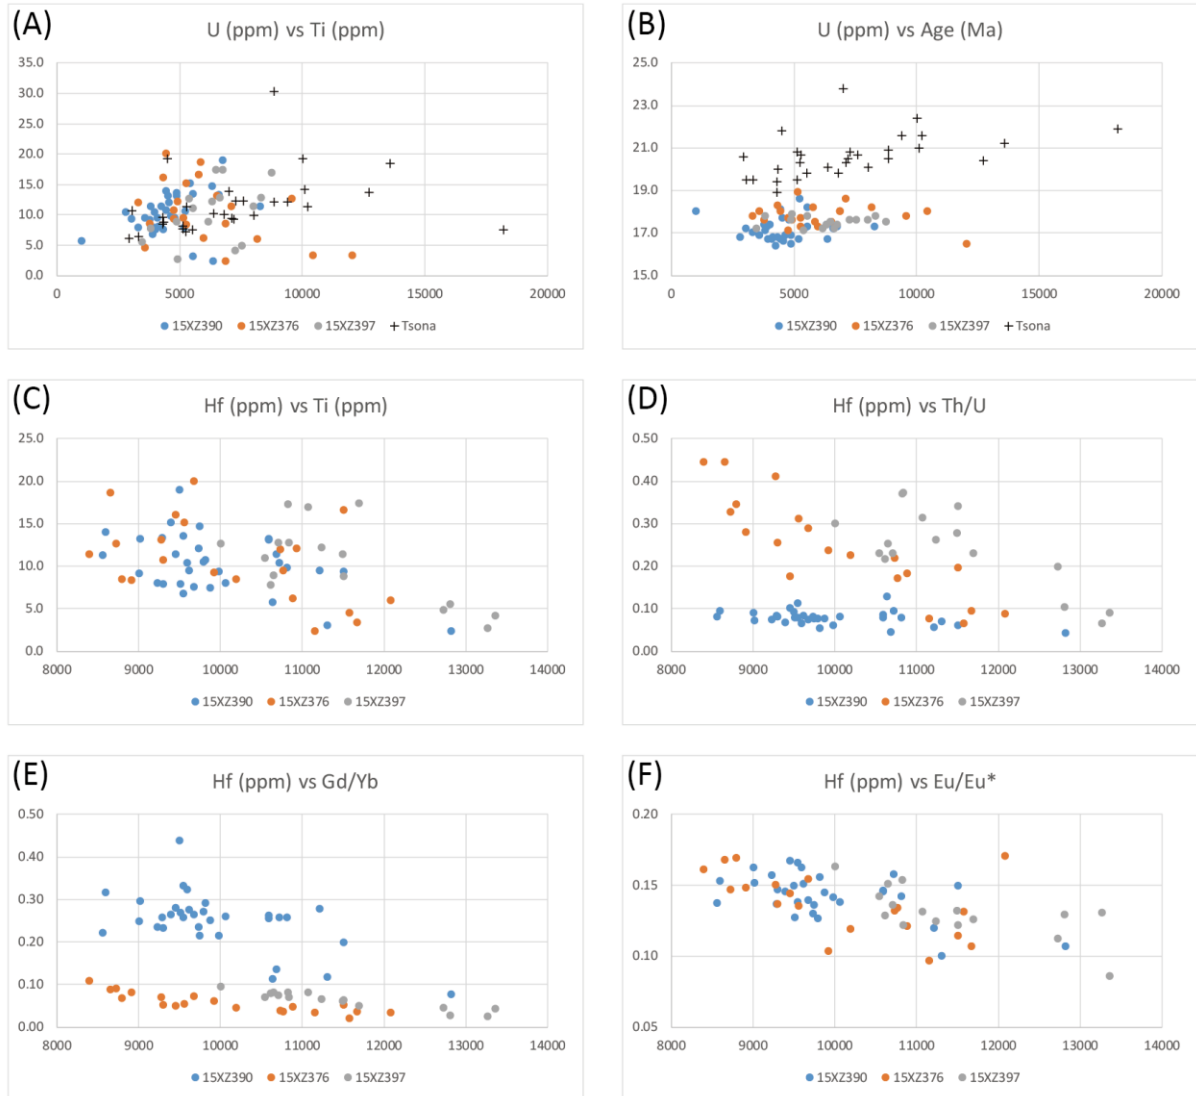 (A)
U (ppm) vs Ti (ppm)
35.0
30.0
25.0
20.0
15.0
10.0
5.0
0.0
0 5000 10000 15000 20000
15XZ390 15XZ376 15XZ397 Tsona
(B)
U (ppm) vs Age (Ma)
25.0
23.0
21.0
19.0
17.0
15.0
0 5000 10000 15000 20000
15XZ390 15XZ376 15XZ397 Tsona
(C)
Hf (ppm) vs Ti (ppm)
25.0
20.0
15.0
10.0
5.0
0.0
8000 9000 10000 11000 12000 13000 14000
15XZ390 15XZ376 15XZ397
(D)
Hf (ppm) vs Th/U
0.50
0.40
0.30
0.20
0.10
0.00
8000 9000 10000 11000 12000 13000 14000
15XZ390 15XZ376 15XZ397
(E)
Hf (ppm) vs Gd/Yb
0.50
0.40
0.30
0.20
0.10
0.00
8000 9000 10000 11000 12000 13000 14000
15XZ390 15XZ376 15XZ397
(F)
Hf (ppm) vs Eu/Eu*
0.20
0.15
0.10
0.05
8000 9000 10000 11000 12000 13000 14000
15XZ390 15XZ376 15XZ397